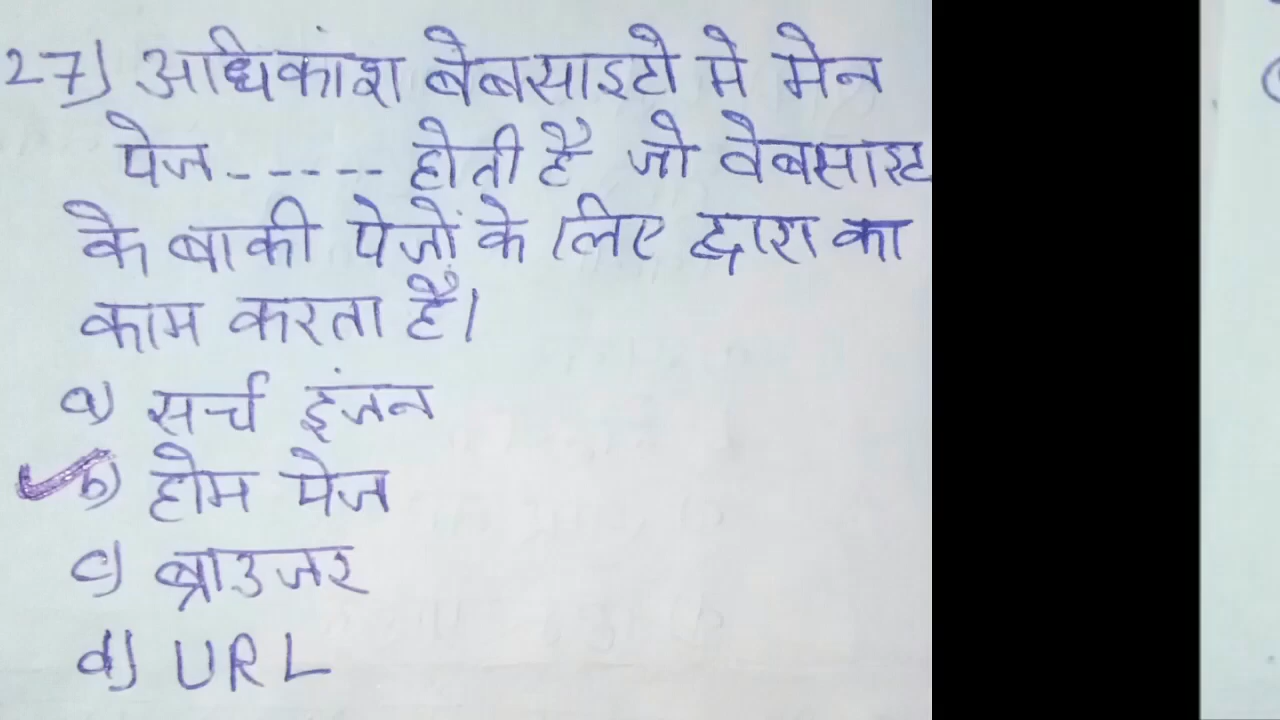 27) अधिकांश बेबसाइटो मे मेन
पेज----- होती है जो वेबसाइट
के बाकी पेजों के लिए द्वारा का
काम करता है।
a) सर्च इंजन
b) होम पेज
c) ब्राउजर
d) URL